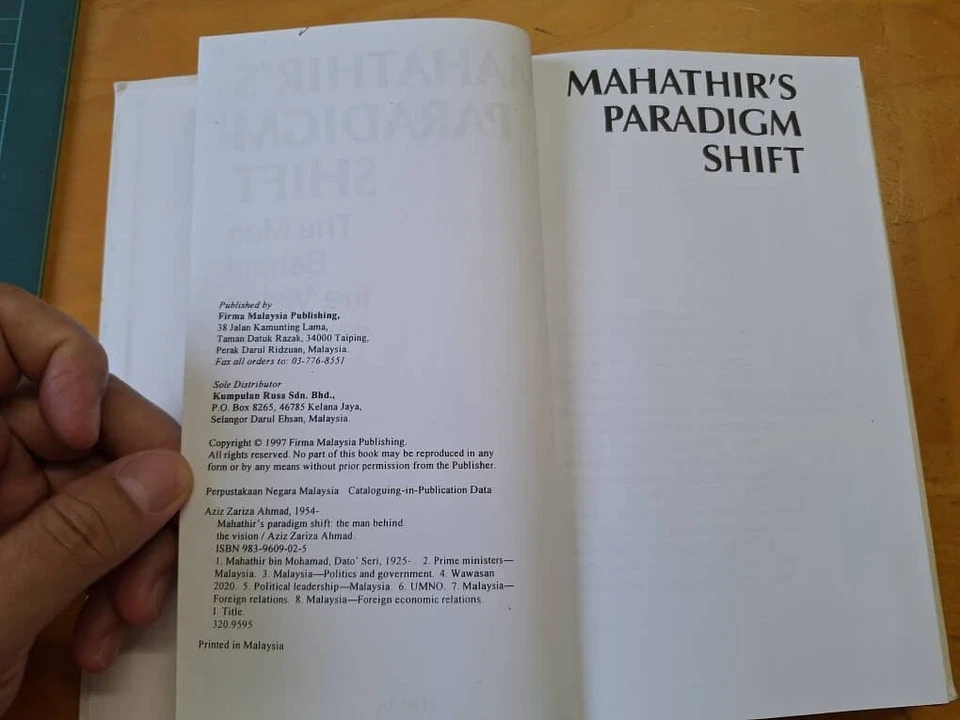 Published by
Firma Malaysia Publishing,
38 Jalan Kamunting Lama,
Taman Datuk Razak, 34000 Taiping,
Perak Darul Ridzuan, Malaysia.
Fax all orders to: 03-776-8551
Sole Distributor
Kumpulan Rusa Sdn. Bhd.,
P.O. Box 8265, 46785 Kelana Jaya,
Selangor Darul Ehsan, Malaysia.
Copyright © 1997 Firma Malaysia Publishing.
All rights reserved. No part of this book may be reproduced in any
form or by any means without prior permission from the Publisher.
Perpustakaan Negara Malaysia Cataloguing-in-Publication Data
Aziz Zariza Ahmad, 1954-
Mahathir's paradigm shift: the man behind
the vision / Aziz Zariza Ahmad.
ISBN 983-9609-02-5
1. Mahathir bin Mohamad, Dato' Seri, 1925- . 2. Prime ministers—
Malaysia. 3. Malaysia—Politics and government. 4. Wawasan
2020. 5. Political leadership—Malaysia. 6. UMNO. 7. Malaysia—
Foreign relations. 8. Malaysia—Foreign economic relations.
I. Title.
320.9595
Printed in Malaysia
MAHATHIR'S
PARADIGM
SHIFT